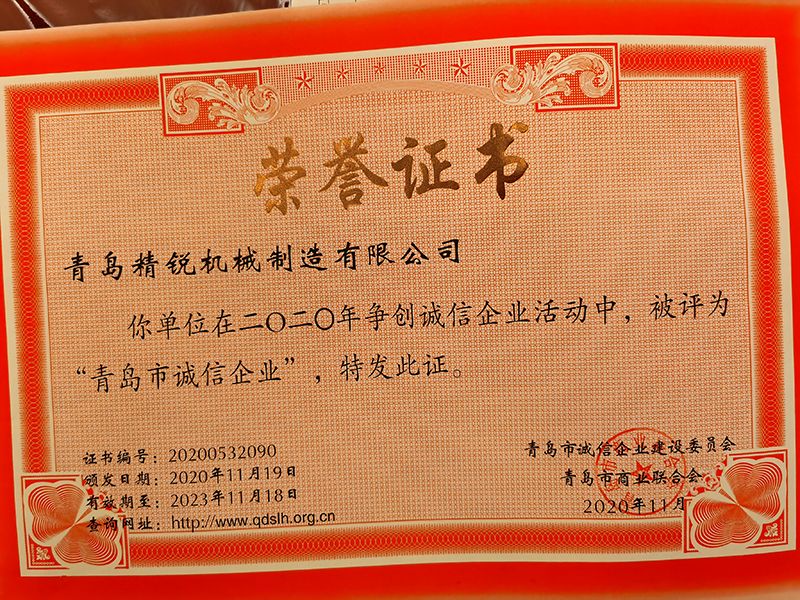 荣誉证书
青岛精锐机械制造有限公司
你单位在二〇二〇年争创诚信企业活动中，被评为
“青岛市诚信企业”，特发此证。
证书编号：20200532090
颁发日期：2020年11月19日
有效期至：2023年11月18日
查询网址：http://www.qdslh.org.cn
青岛市诚信企业建设委员会
青岛市商业联合会
2020年11月